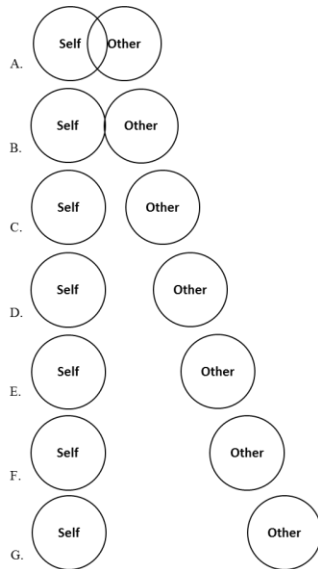 Self Other
A.
Self Other
B.
Self Other
C.
Self Other
D.
Self Other
E.
Self Other
F.
Self Other
G.